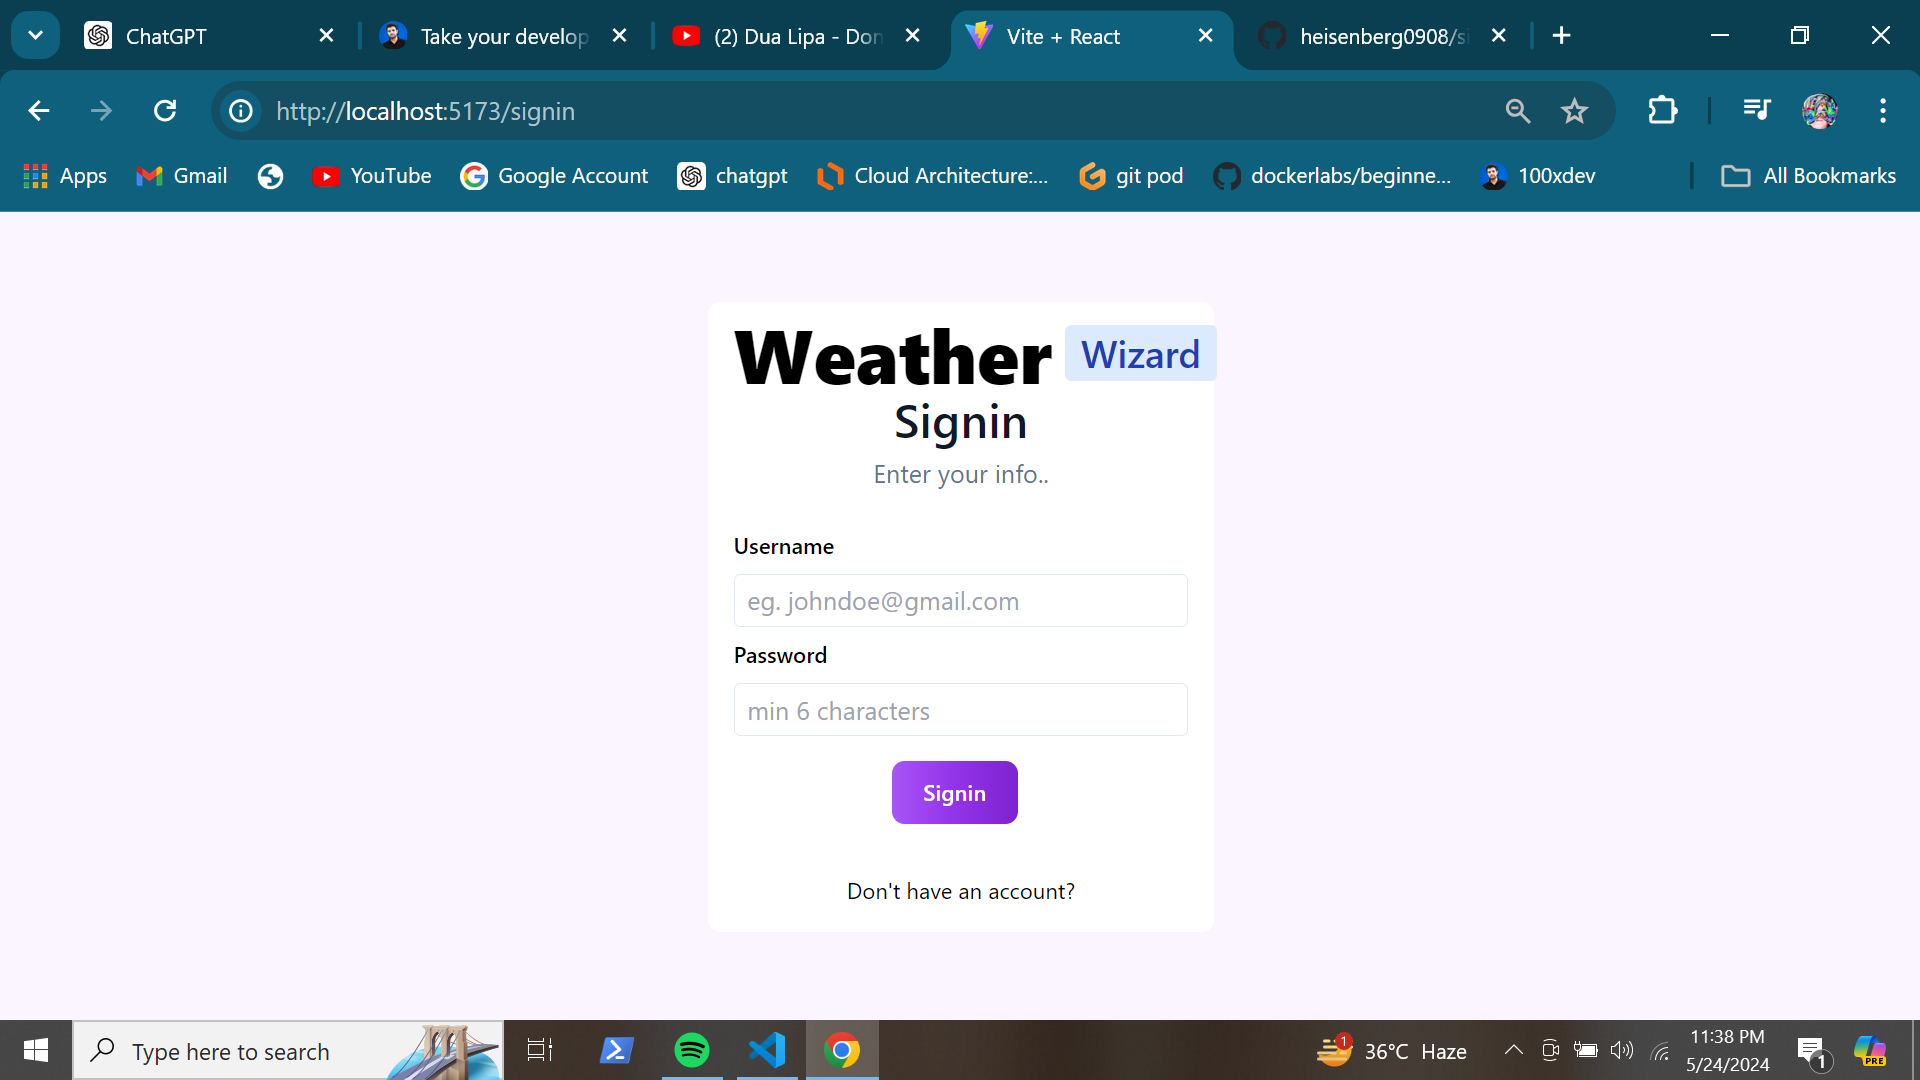 ChatGPT
Take your develop
(2) Dua Lipa - Don
Vite + React
heisenberg0908/si
http://localhost:5173/signin
Apps
Gmail
YouTube
Google Account
chatgpt
Cloud Architecture:...
git pod
dockerlabs/beginne...
100xdev
All Bookmarks
Weather Wizard
Signin
Enter your info..
Username
eg. johndoe@gmail.com
Password
min 6 characters
Signin
Don't have an account?
Type here to search
1
36°C Haze
11:38 PM
5/24/2024
1
PRE